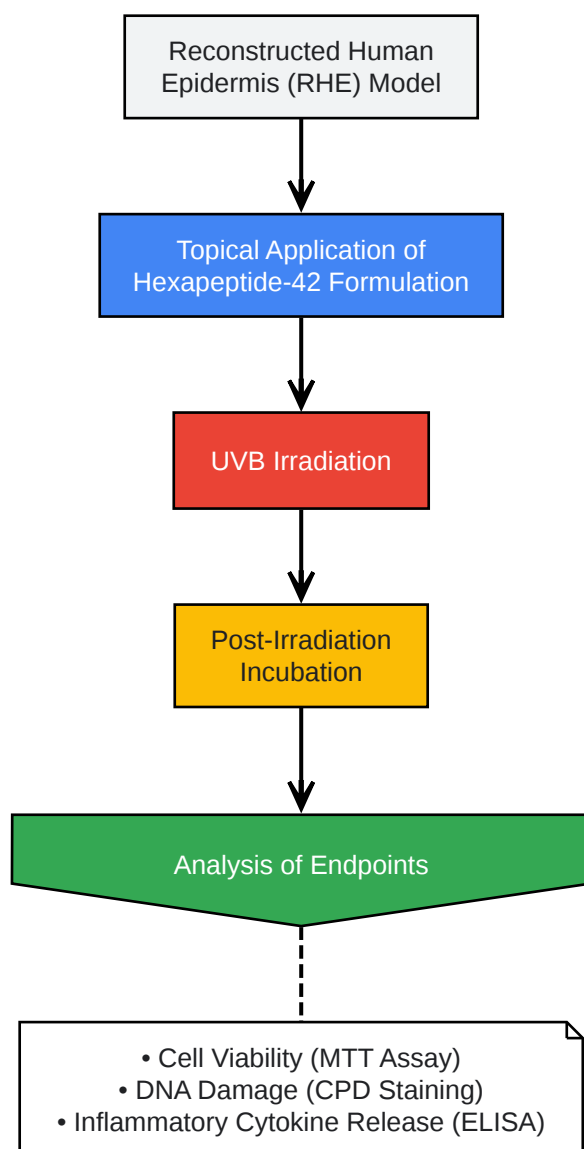 Reconstructed Human
Epidermis (RHE) Model
Topical Application of
Hexapeptide-42 Formulation
UVB Irradiation
Post-Irradiation
Incubation
Analysis of Endpoints
• Cell Viability (MTT Assay)
• DNA Damage (CPD Staining)
• Inflammatory Cytokine Release (ELISA)